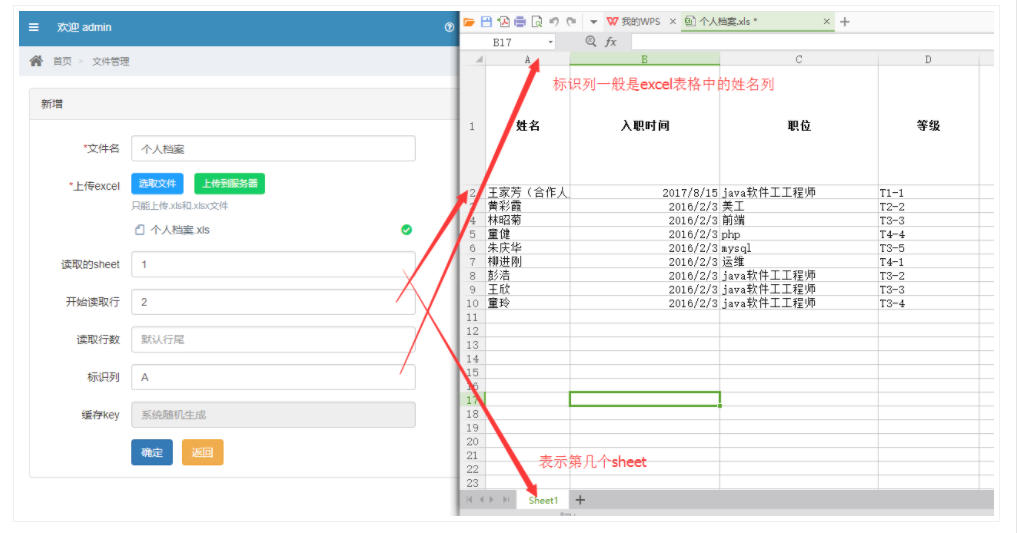 欢迎 admin
首页 > 文件管理
新增
*文件名 个人档案
*上传excel 选取文件 上传到服务器
只能上传.xls和.xlsx文件
个人档案.xls
读取的sheet 1
开始读取行 2
读取行数 默认行尾
标识列 A
缓存key 系统随机生成
确定 返回
我的WPS × 个人档案.xls * × +
B17 fx
A B C D
标识列一般是excel表格中的姓名列
1 姓名 入职时间 职位 等级
2 王家芳（合作人 2017/8/15 java软件工工程师 T1-1
3 黄彩霞 2016/2/3 美工 T2-2
4 林昭菊 2016/2/3 前端 T3-3
5 童健 2016/2/3 php T4-4
6 朱庆华 2016/2/3 mysql T3-5
7 柳进刚 2016/2/3 运维 T4-1
8 彭浩 2016/2/3 java软件工工程师 T3-2
9 王欣 2016/2/3 java软件工工程师 T3-3
10 童玲 2016/2/3 java软件工工程师 T3-4
11
12
13
14
15
16
17
18
19
20
21
表示第几个sheet
22
23
Sheet1 +